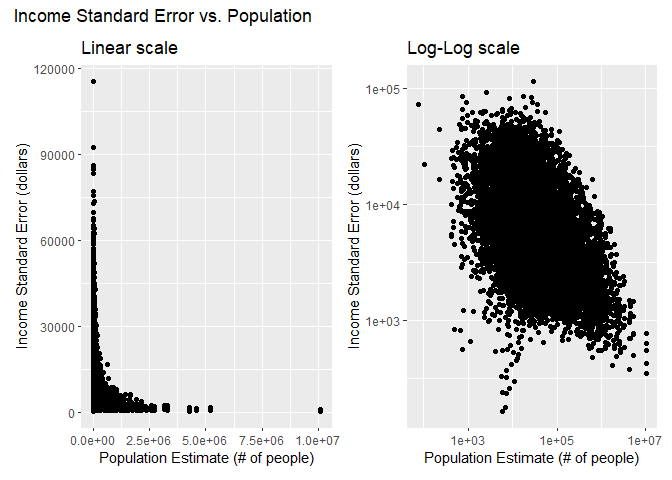 Income Standard Error vs. Population
Linear scale
120000
90000
60000
30000
0
Income Standard Error (dollars)
0.0e+00 2.5e+06 5.0e+06 7.5e+06 1.0e+07
Population Estimate (# of people)
Log-Log scale
1e+05
1e+04
1e+03
Income Standard Error (dollars)
1e+03 1e+05 1e+07
Population Estimate (# of people)